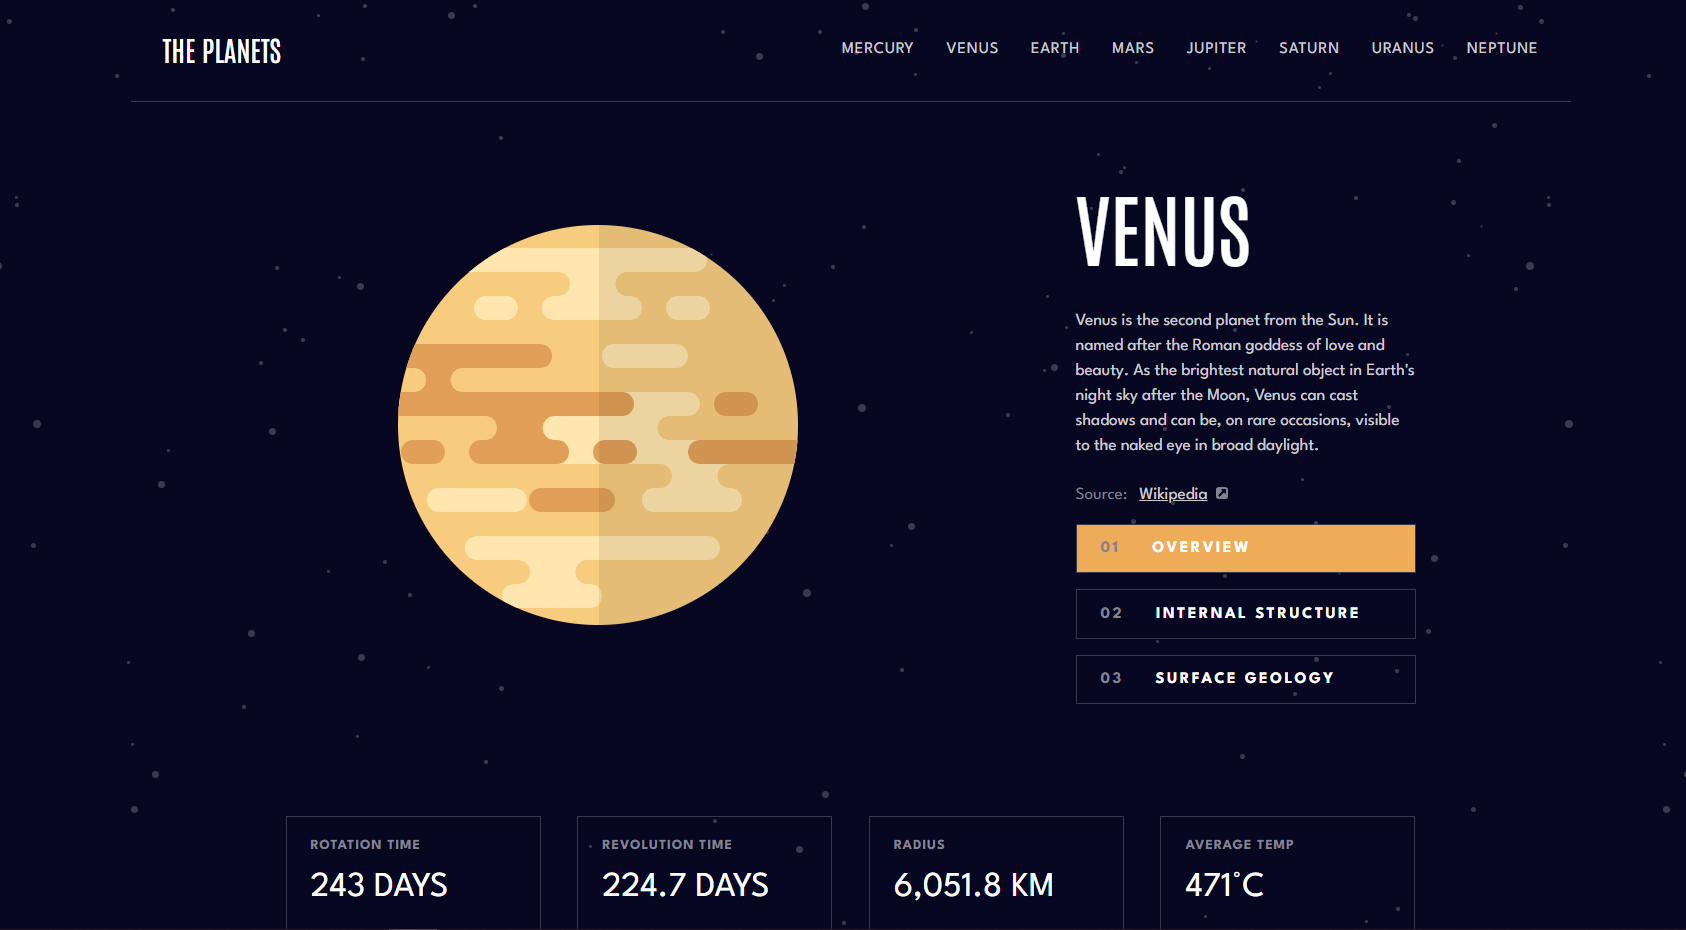 THE PLANETS
MERCURY VENUS EARTH MARS JUPITER SATURN URANUS NEPTUNE
VENUS
Venus is the second planet from the Sun. It is
named after the Roman goddess of love and
beauty. As the brightest natural object in Earth's
night sky after the Moon, Venus can cast
shadows and can be, on rare occasions, visible
to the naked eye in broad daylight.
Source: Wikipedia
01 OVERVIEW
02 INTERNAL STRUCTURE
03 SURFACE GEOLOGY
ROTATION TIME
243 DAYS
REVOLUTION TIME
224.7 DAYS
RADIUS
6,051.8 KM
AVERAGE TEMP
471°C